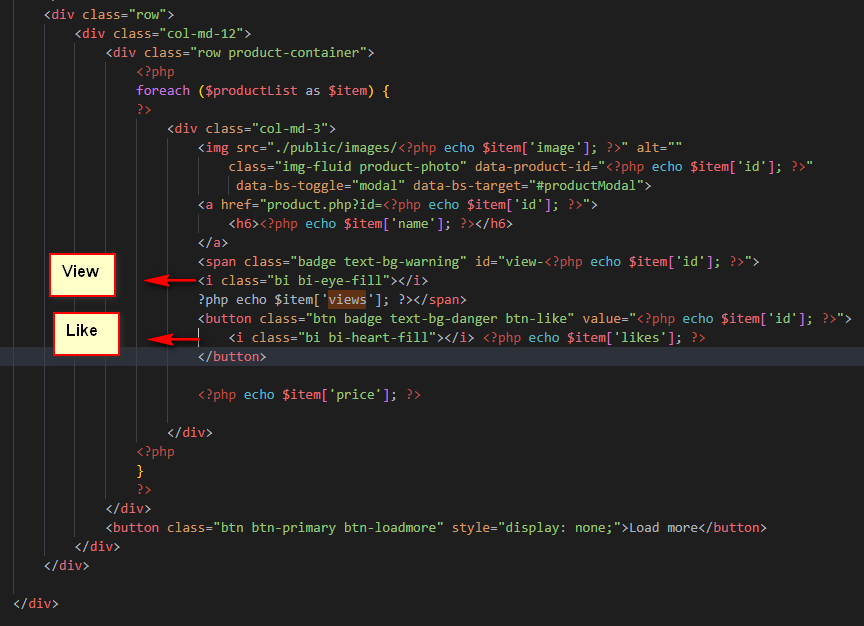 <div class="row">
<div class="col-md-12">
<div class="row product-container">
<?php
foreach ($productList as $item) {
?>
<div class="col-md-3">
<img src="./public/images/<?php echo $item['image']; ?>" alt=""
class="img-fluid product-photo" data-product-id="<?php echo $item['id']; ?>"
data-bs-toggle="modal" data-bs-target="#productModal">
<a href="product.php?id=<?php echo $item['id']; ?>">
<h6><?php echo $item['name']; ?></h6>
</a>
<span class="badge text-bg-warning" id="view-<?php echo $item['id']; ?>">
View
<i class="bi bi-eye-fill"></i>
?php echo $item['views']; ?></span>
<button class="btn badge text-bg-danger btn-like" value="<?php echo $item['id']; ?>">
Like
<i class="bi bi-heart-fill"></i> <?php echo $item['likes']; ?>
</button>
<?php echo $item['price']; ?>
</div>
<?php
}
?>
</div>
<button class="btn btn-primary btn-loadmore" style="display: none;">Load more</button>
</div>
</div>
</div>